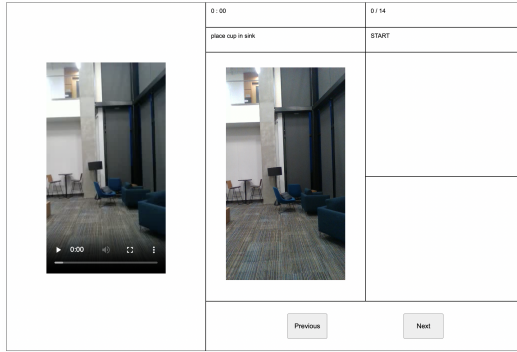 0 : 00
0 / 14
place cup in sink
START
0:00
Previous
Next